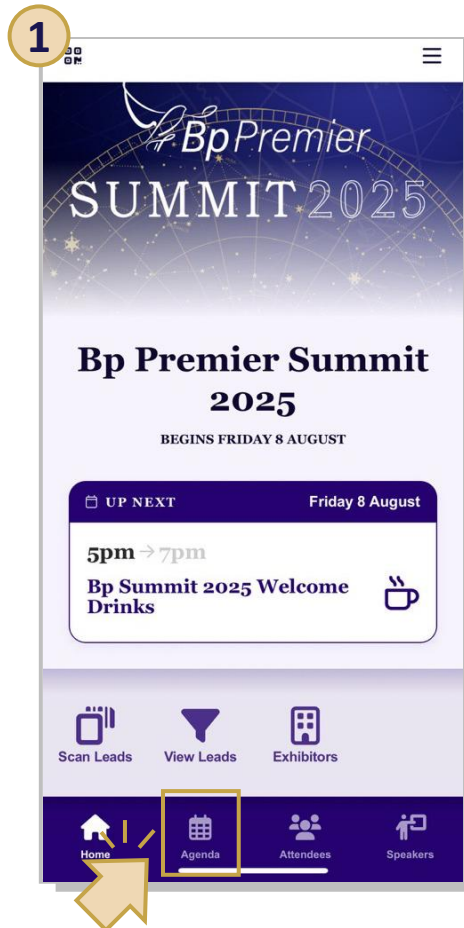 1
Bp Premier
SUMMIT 2025
Bp Premier Summit
2025
BEGINS FRIDAY 8 AUGUST
UP NEXT Friday 8 August
5pm → 7pm
Bp Summit 2025 Welcome
Drinks
Scan Leads View Leads Exhibitors
Home Agenda Attendees Speakers